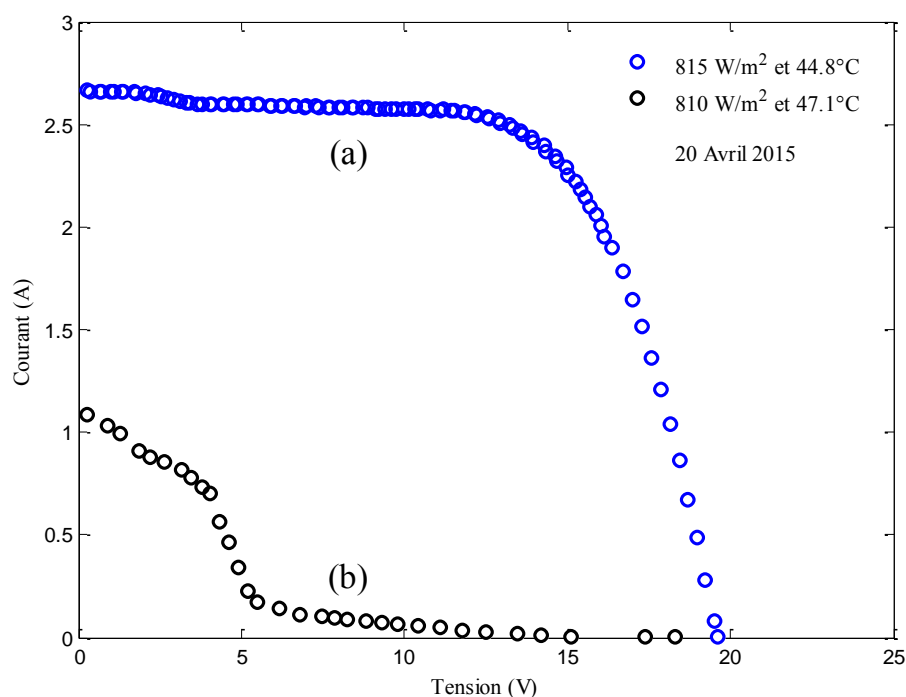 3
2.5
2
1.5
1
0.5
0
0
5
10
15
20
25
Courant (A)
Tension (V)
815 W/m² et 44.8°C
810 W/m² et 47.1°C
20 Avril 2015
(a)
(b)